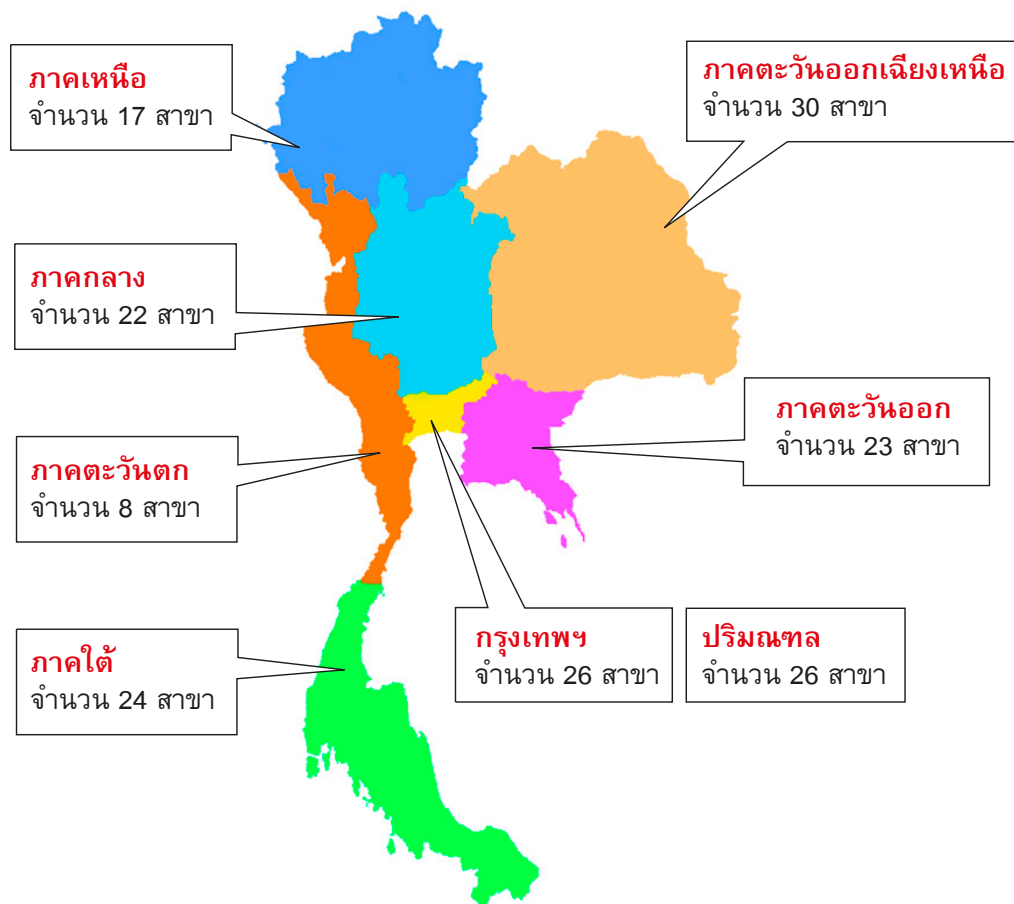 ภาคเหนือ
จำนวน 17 สาขา
ภาคตะวันออกเฉียงเหนือ
จำนวน 30 สาขา
ภาคกลาง
จำนวน 22 สาขา
ภาคตะวันออก
จำนวน 23 สาขา
ภาคตะวันตก
จำนวน 8 สาขา
ภาคใต้
จำนวน 24 สาขา
กรุงเทพฯ
จำนวน 26 สาขา
ปริมณฑล
จำนวน 26 สาขา